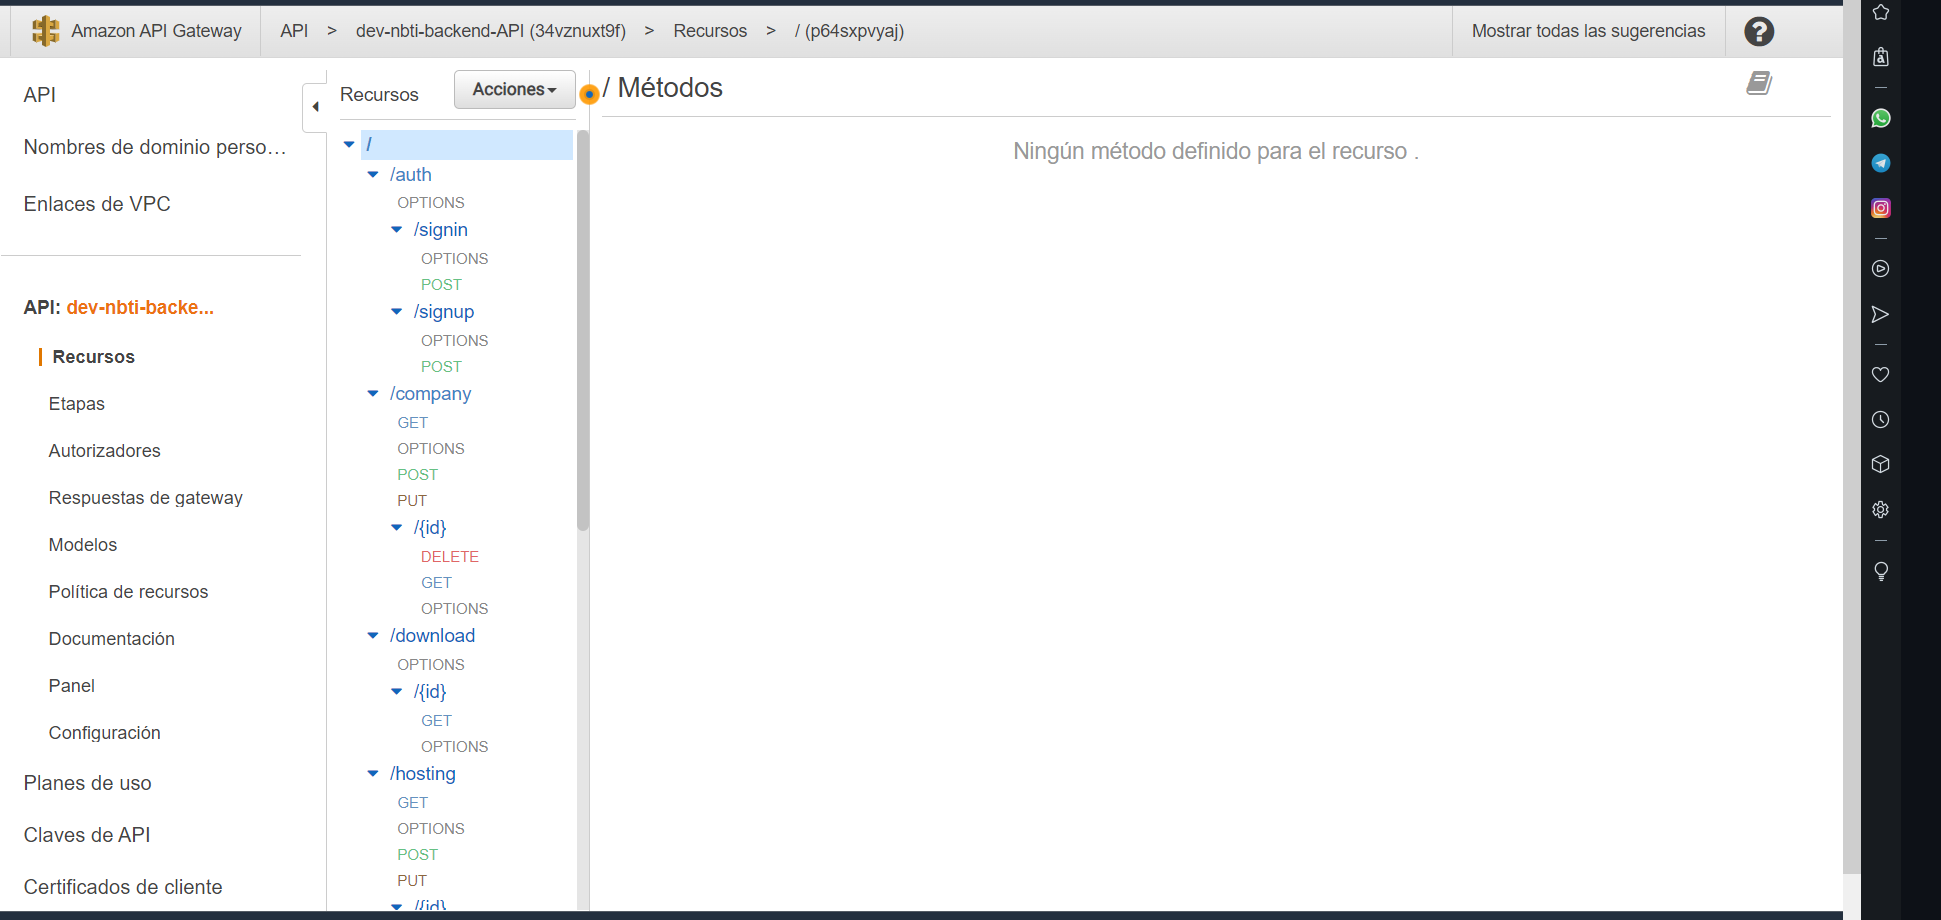 Amazon API Gateway
API > dev-nbti-backend-API (34vznuxt9f) > Recursos > / (p64sxpvyaj)
Mostrar todas las sugerencias
?
API
Nombres de dominio perso...
Enlaces de VPC
API: dev-nbti-backe...
Recursos
Etapas
Autorizadores
Respuestas de gateway
Modelos
Política de recursos
Documentación
Panel
Configuración
Planes de uso
Claves de API
Certificados de cliente
Recursos
Acciones
/
/auth
OPTIONS
/signin
OPTIONS
POST
/signup
OPTIONS
POST
/company
GET
OPTIONS
POST
PUT
/{id}
DELETE
GET
OPTIONS
/download
OPTIONS
/{id}
GET
OPTIONS
/hosting
GET
OPTIONS
POST
PUT
/{id}
/ Métodos
Ningún método definido para el recurso .